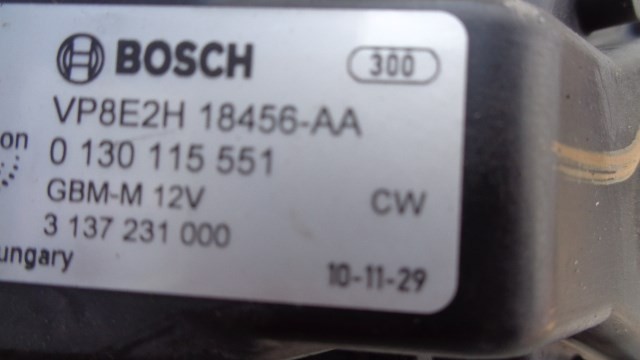 BOSCH 300
VP8E2H 18456-AA
on 0 130 115 551
GBM-M 12V CW
3 137 231 000
ungary 10-11-29